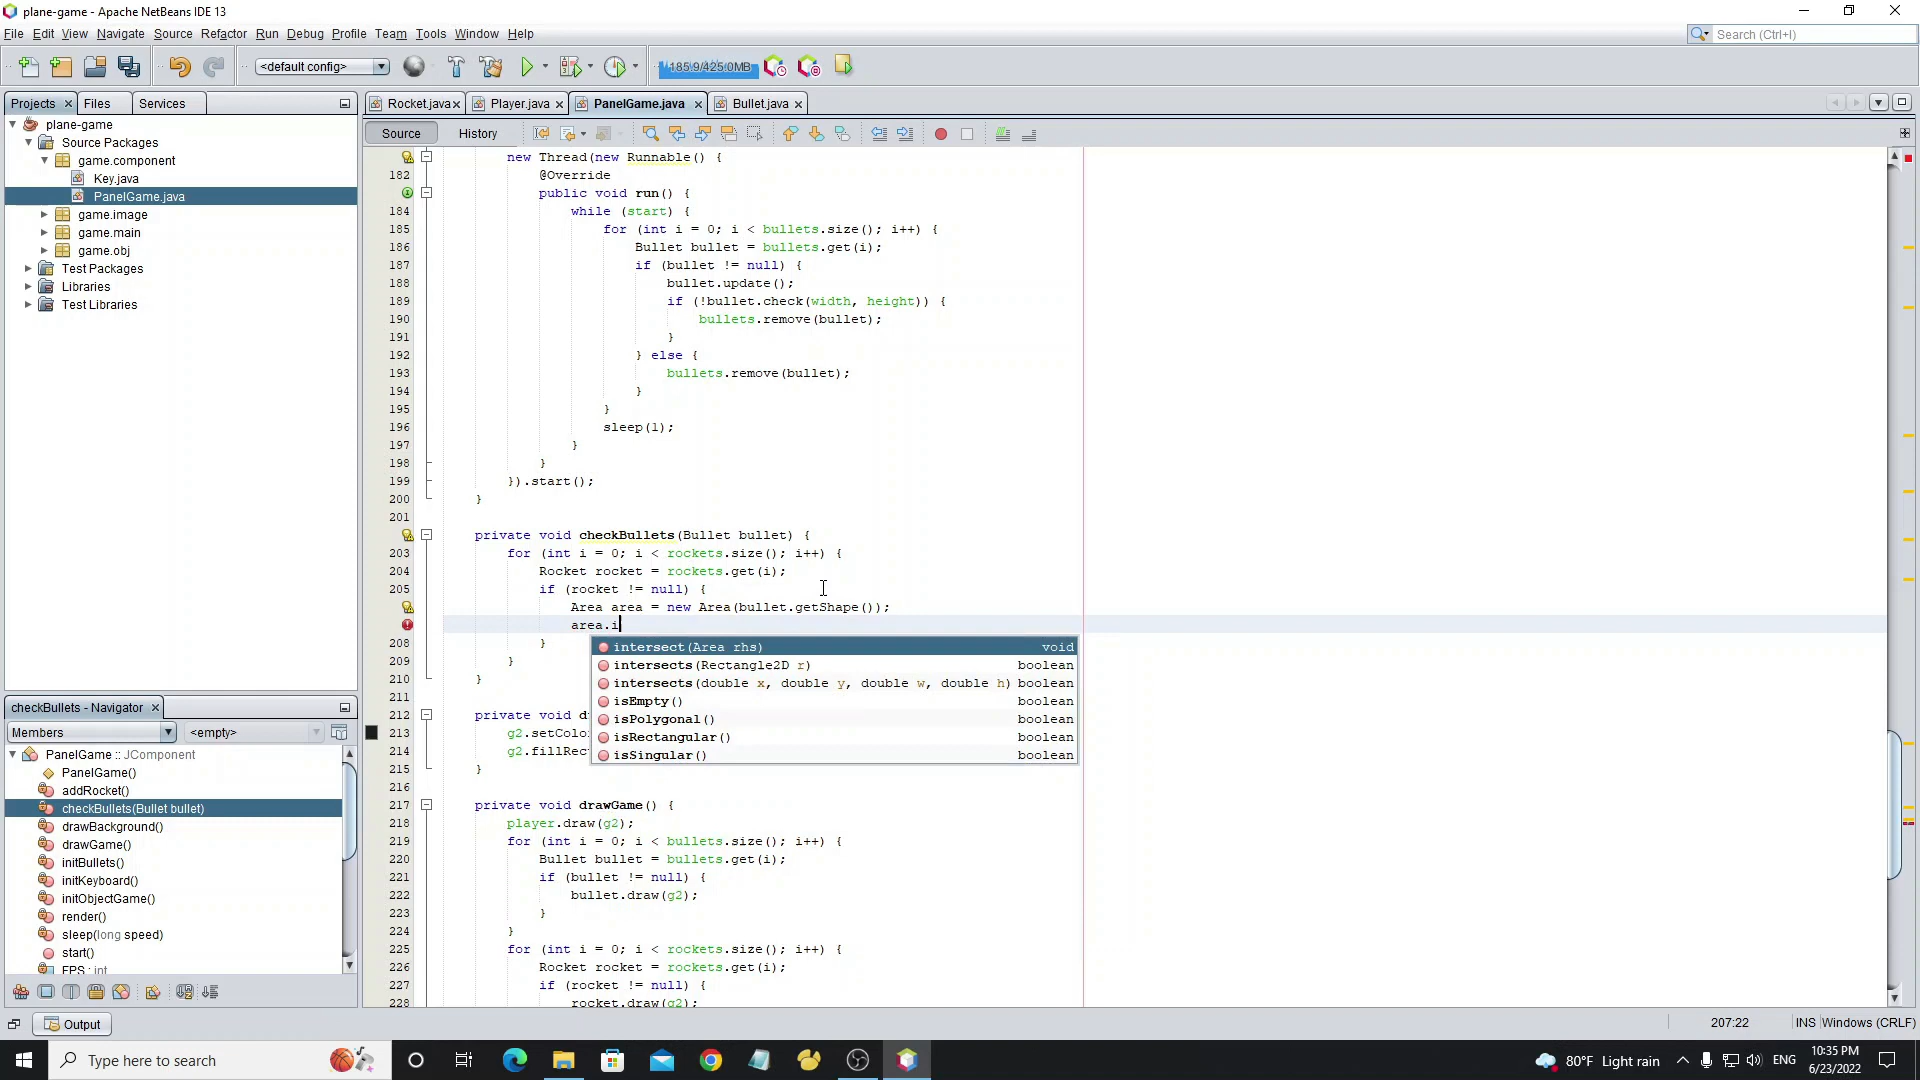 plane-game - Apache NetBeans IDE 13
File Edit View Navigate Source Refactor Run Debug Profile Team Tools Window Help
Search (Ctrl+I)
<default config>
185.9/425.0MB
Projects Files Services
Rocket.java Player.java PanelGame.java Bullet.java
plane-game
Source Packages
game.component
Key.java
PanelGame.java
game.image
game.main
game.obj
Test Packages
Libraries
Test Libraries
Source History
new Thread(new Runnable() {
182 @Override
public void run() {
184 while (start) {
185 for (int i = 0; i < bullets.size(); i++) {
186 Bullet bullet = bullets.get(i);
187 if (bullet != null) {
188 bullet.update();
189 if (!bullet.check(width, height)) {
190 bullets.remove(bullet);
191 }
192 } else {
193 bullets.remove(bullet);
194 }
195 }
196 sleep(1);
197 }
198 }
199 }).start();
200 }
201
private void checkBullets(Bullet bullet) {
203 for (int i = 0; i < rockets.size(); i++) {
204 Rocket rocket = rockets.get(i);
205 if (rocket != null) {
Area area = new Area(bullet.getShape());
area.i
208 }
209 }
210 }
211
212 private void d
213 g2.setColo
214 g2.fillRec
215 }
216
217 private void drawGame() {
218 player.draw(g2);
219 for (int i = 0; i < bullets.size(); i++) {
220 Bullet bullet = bullets.get(i);
221 if (bullet != null) {
222 bullet.draw(g2);
223 }
224 }
225 for (int i = 0; i < rockets.size(); i++) {
226 Rocket rocket = rockets.get(i);
227 if (rocket != null) {
228 rocket.draw(g2);
intersect(Area rhs) void
intersects(Rectangle2D r) boolean
intersects(double x, double y, double w, double h) boolean
isEmpty() boolean
isPolygonal() boolean
isRectangular() boolean
isSingular() boolean
checkBullets - Navigator
Members <empty>
PanelGame :: JComponent
PanelGame()
addRocket()
checkBullets(Bullet bullet)
drawBackground()
drawGame()
initBullets()
initKeyboard()
initObjectGame()
render()
sleep(long speed)
start()
FPS : int
Output
207:22 INS Windows (CRLF)
Type here to search
80°F Light rain
ENG
10:35 PM
6/23/2022